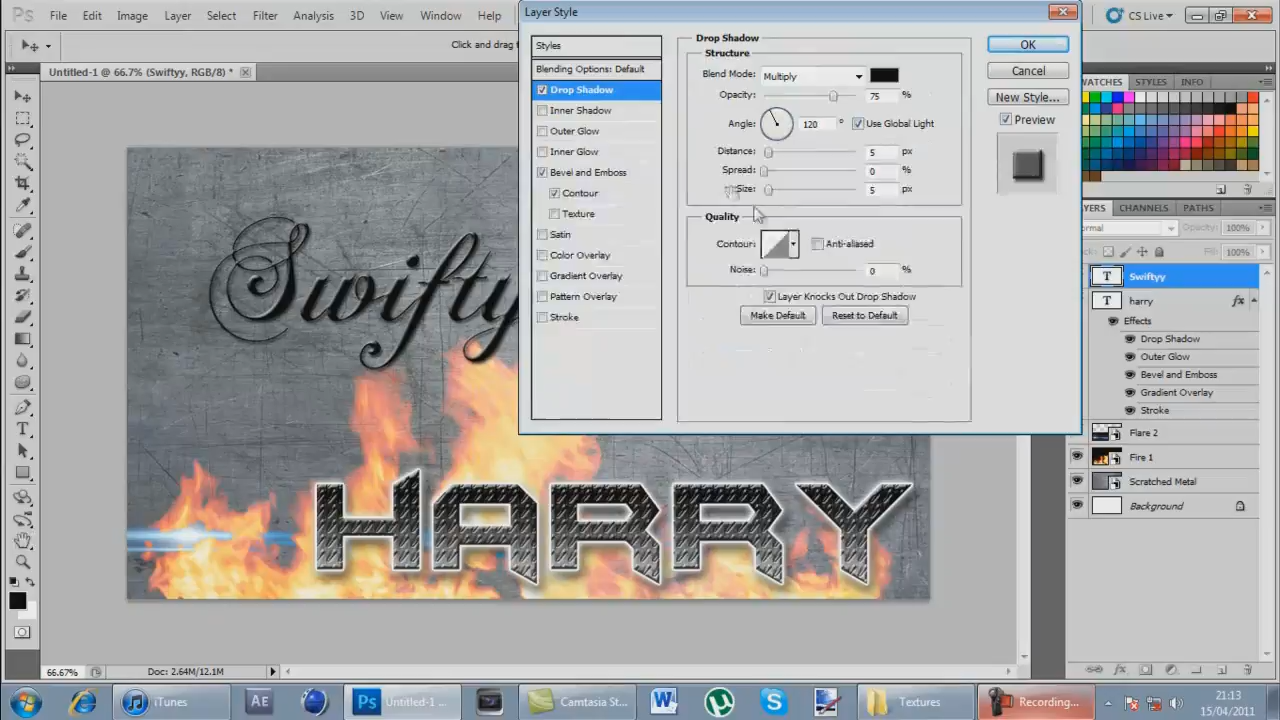 Ps File Edit Image Layer Select Filter Analysis 3D View Window Help
CS Live
Layer Style
Click and drag
Untitled-1 @ 66.7% (Swiftyy, RGB/8) *
Styles
Blending Options: Default
Drop Shadow
Inner Shadow
Outer Glow
Inner Glow
Bevel and Emboss
Contour
Texture
Satin
Color Overlay
Gradient Overlay
Pattern Overlay
Stroke
Drop Shadow
Structure
Blend Mode: Multiply
Opacity: 75 %
Angle: 120 ° Use Global Light
Distance: 5 px
Spread: 0 %
Size: 5 px
Quality
Contour: Anti-aliased
Noise: 0 %
Layer Knocks Out Drop Shadow
Make Default Reset to Default
OK
Cancel
New Style...
Preview
WATCHES STYLES INFO
YERS CHANNELS PATHS
rmal Opacity: 100%
Fill: 100%
T Swiftyy
T harry fx
Effects
Drop Shadow
Outer Glow
Bevel and Emboss
Gradient Overlay
Stroke
Flare 2
Fire 1
Scratched Metal
Background
Swifty
HARRY
66.67% Doc: 2.64M/12.1M
iTunes
AE
Ps Untitled-1 ...
Camtasia St...
Textures
Recording...
21:13
15/04/2011